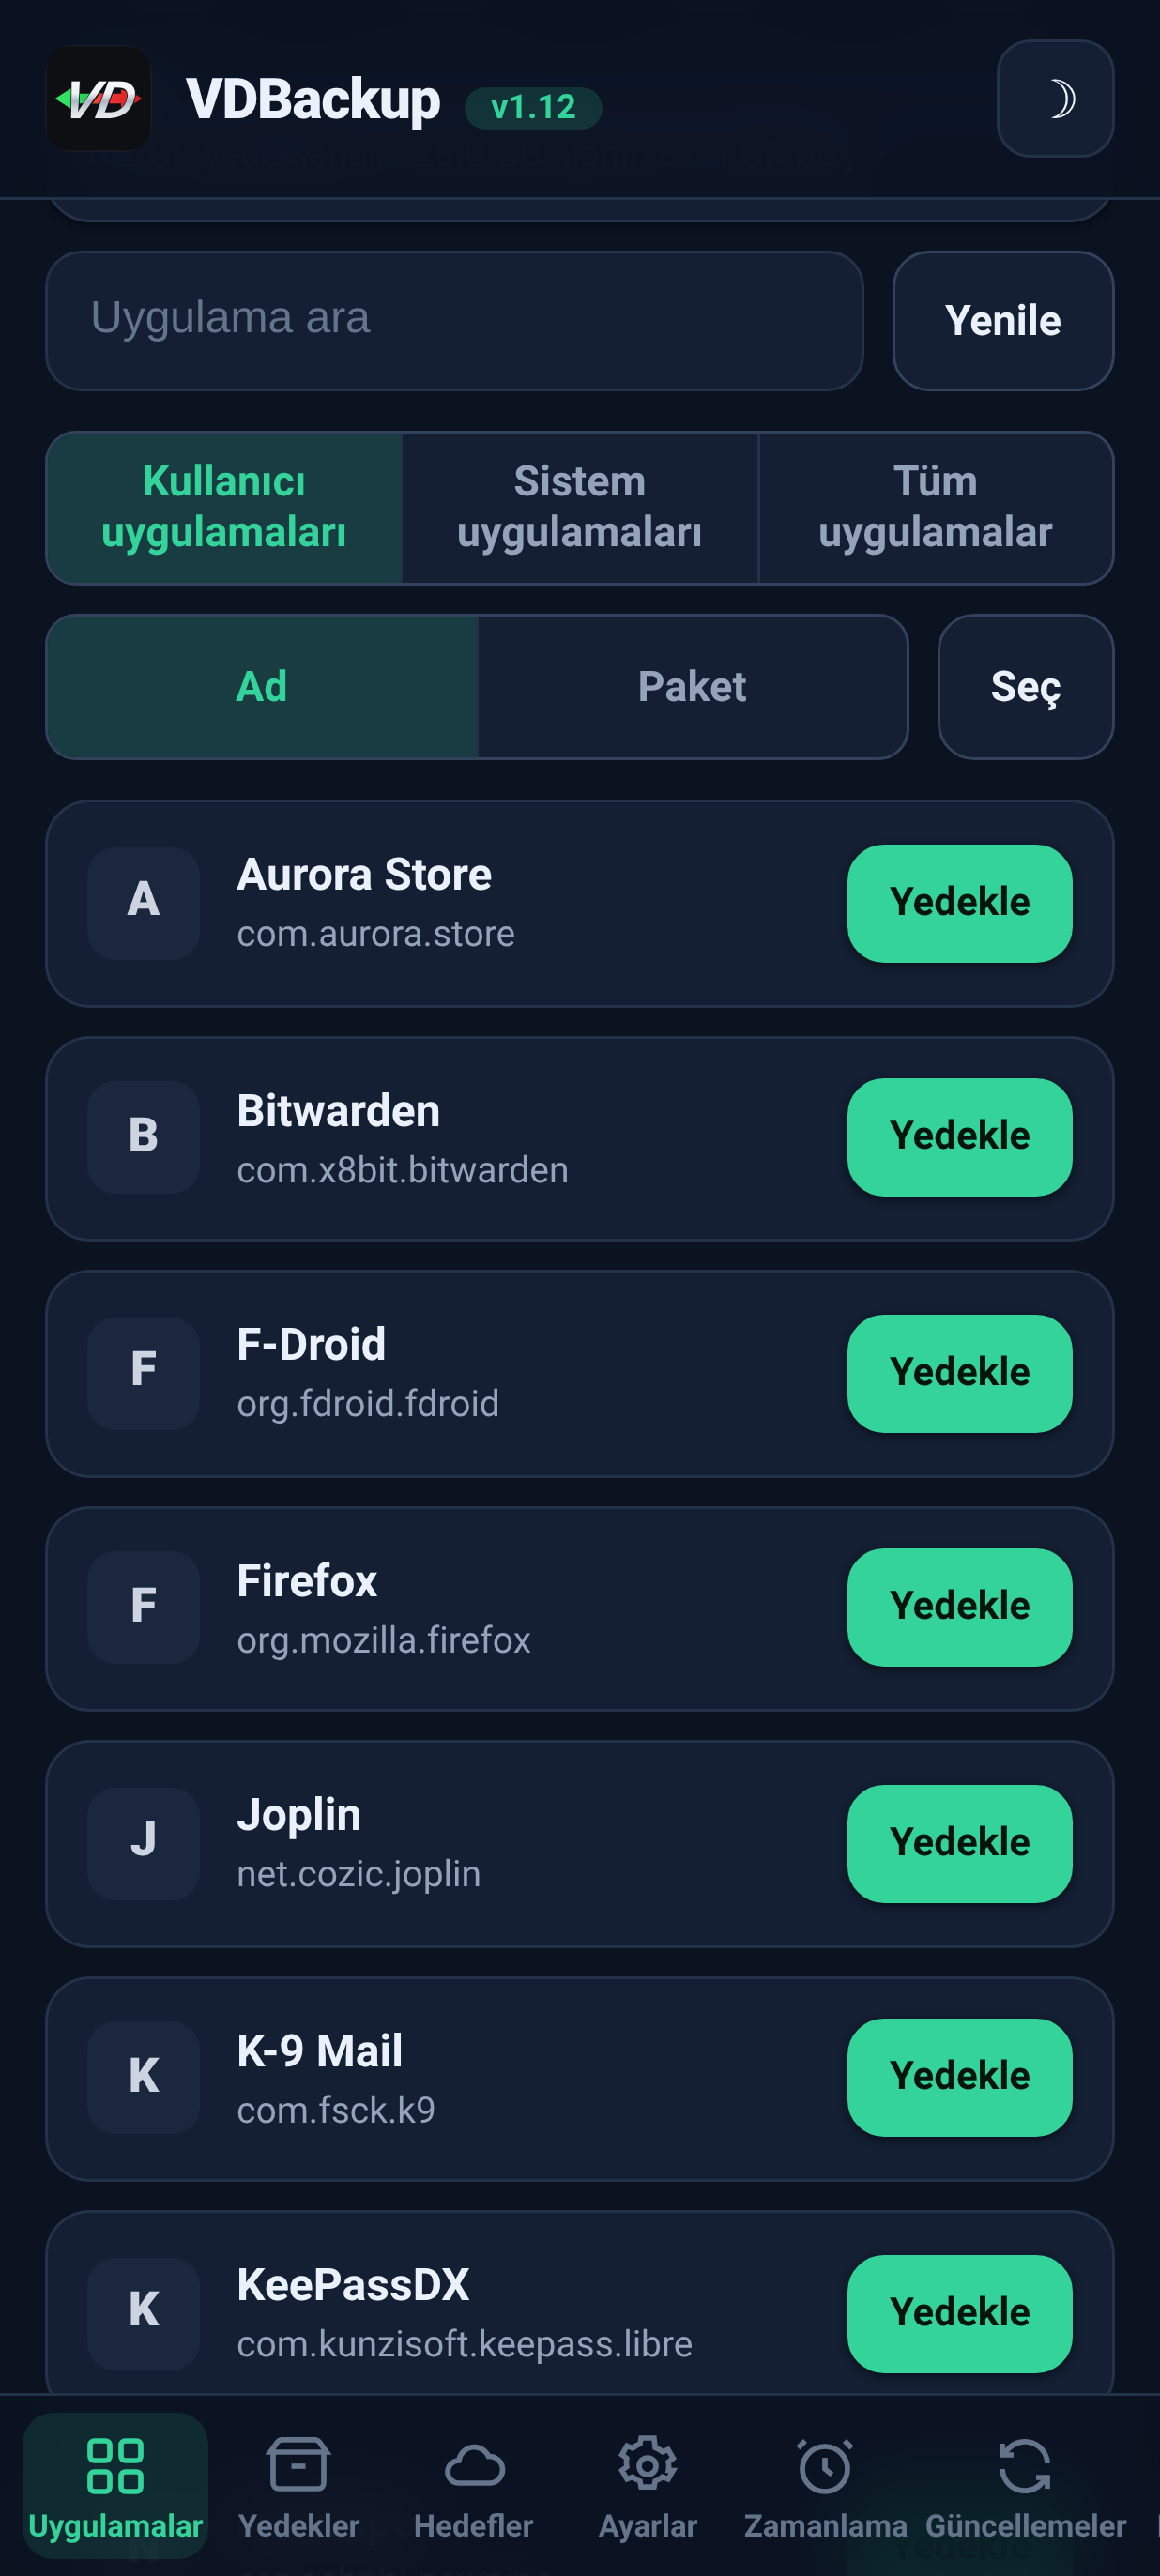 VD
VDBackup v1.12
Uygulama ara
Yenile
Kullanıcı
uygulamaları
Sistem
uygulamaları
Tüm
uygulamalar
Ad
Paket
Seç
A
Aurora Store
com.aurora.store
Yedekle
B
Bitwarden
com.x8bit.bitwarden
Yedekle
F
F-Droid
org.fdroid.fdroid
Yedekle
F
Firefox
org.mozilla.firefox
Yedekle
J
Joplin
net.cozic.joplin
Yedekle
K
K-9 Mail
com.fsck.k9
Yedekle
K
KeePassDX
com.kunzisoft.keepass.libre
Yedekle
Uygulamalar
Yedekler
Hedefler
Ayarlar
Zamanlama
Güncellemeler